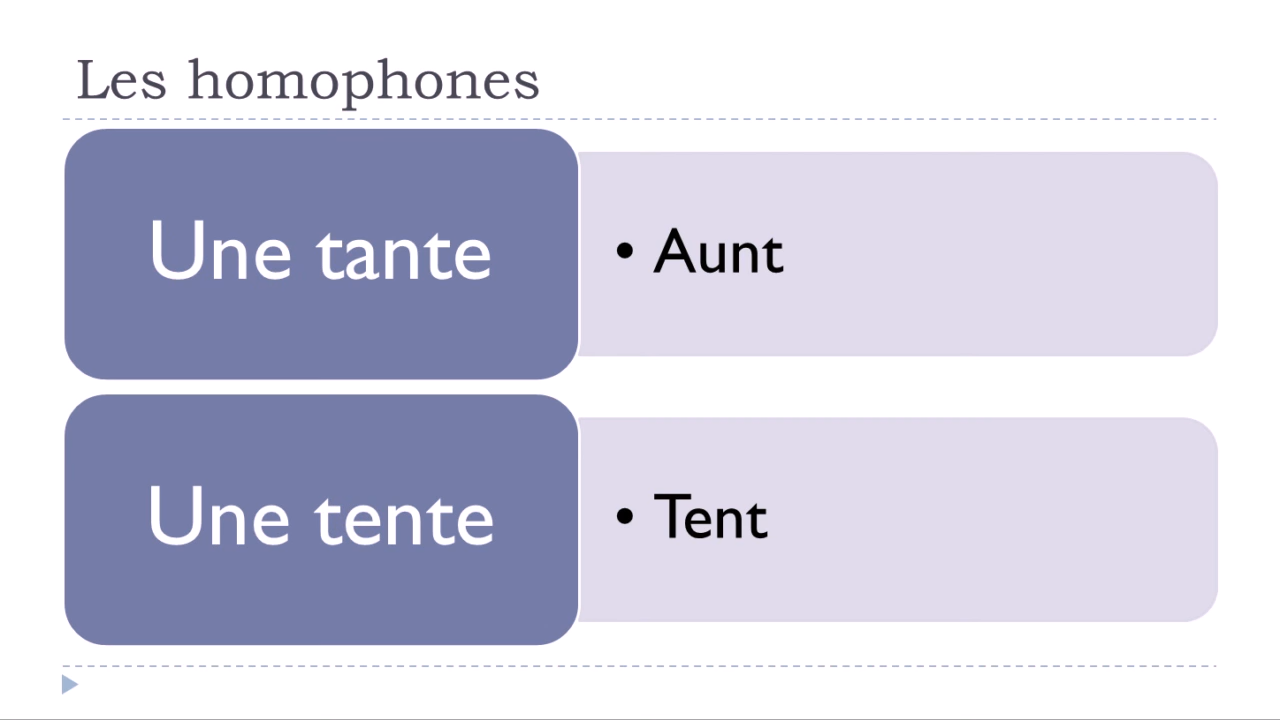 Les homophones
Une tante
• Aunt
Une tente
• Tent